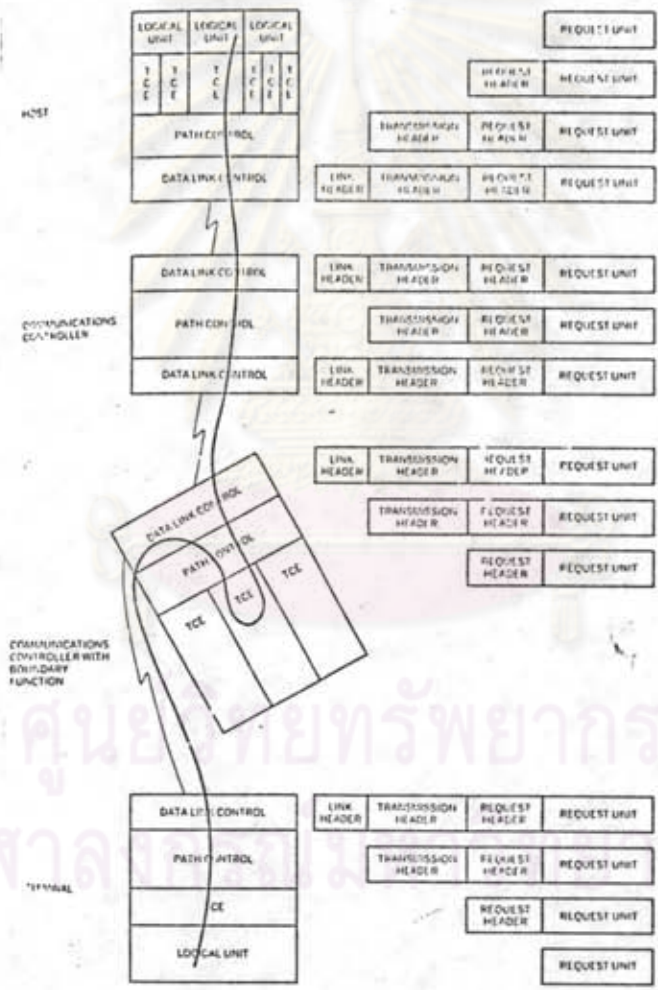 LOGICAL UNIT LOGICAL UNIT LOGICAL UNIT REQUEST UNIT
TCE TCE TCE TCE TCE TCE REQUEST HEADER REQUEST UNIT
HOST
PATH CONTROL TRANSMISSION HEADER REQUEST HEADER REQUEST UNIT
DATA LINK CONTROL LINK HEADER TRANSMISSION HEADER REQUEST HEADER REQUEST UNIT
DATA LINK CONTROL LINK HEADER TRANSMISSION HEADER REQUEST HEADER REQUEST UNIT
COMMUNICATIONS CONTROLLER
PATH CONTROL TRANSMISSION HEADER REQUEST HEADER REQUEST UNIT
DATA LINK CONTROL LINK HEADER TRANSMISSION HEADER REQUEST HEADER REQUEST UNIT
DATA LINK CONTROL LINK HEADER TRANSMISSION HEADER REQUEST HEADER REQUEST UNIT
PATH CONTROL TRANSMISSION HEADER REQUEST HEADER REQUEST UNIT
TCE TCE TCE REQUEST HEADER REQUEST UNIT
COMMUNICATIONS
CONTROLLER WITH
BOUNDARY
FUNCTION
ศูนย์วิทยทรัพยากร
DATA LINK CONTROL LINK HEADER TRANSMISSION HEADER REQUEST HEADER REQUEST UNIT
PATH CONTROL TRANSMISSION HEADER REQUEST HEADER REQUEST UNIT
TERMINAL
CE REQUEST HEADER REQUEST UNIT
LOGICAL UNIT REQUEST UNIT